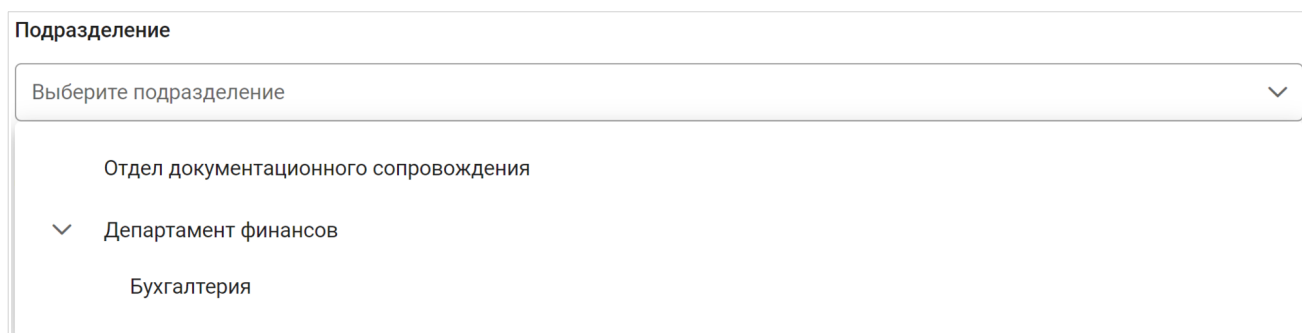 Подразделение
Выберите подразделение
Отдел документационного сопровождения
Департамент финансов
Бухгалтерия